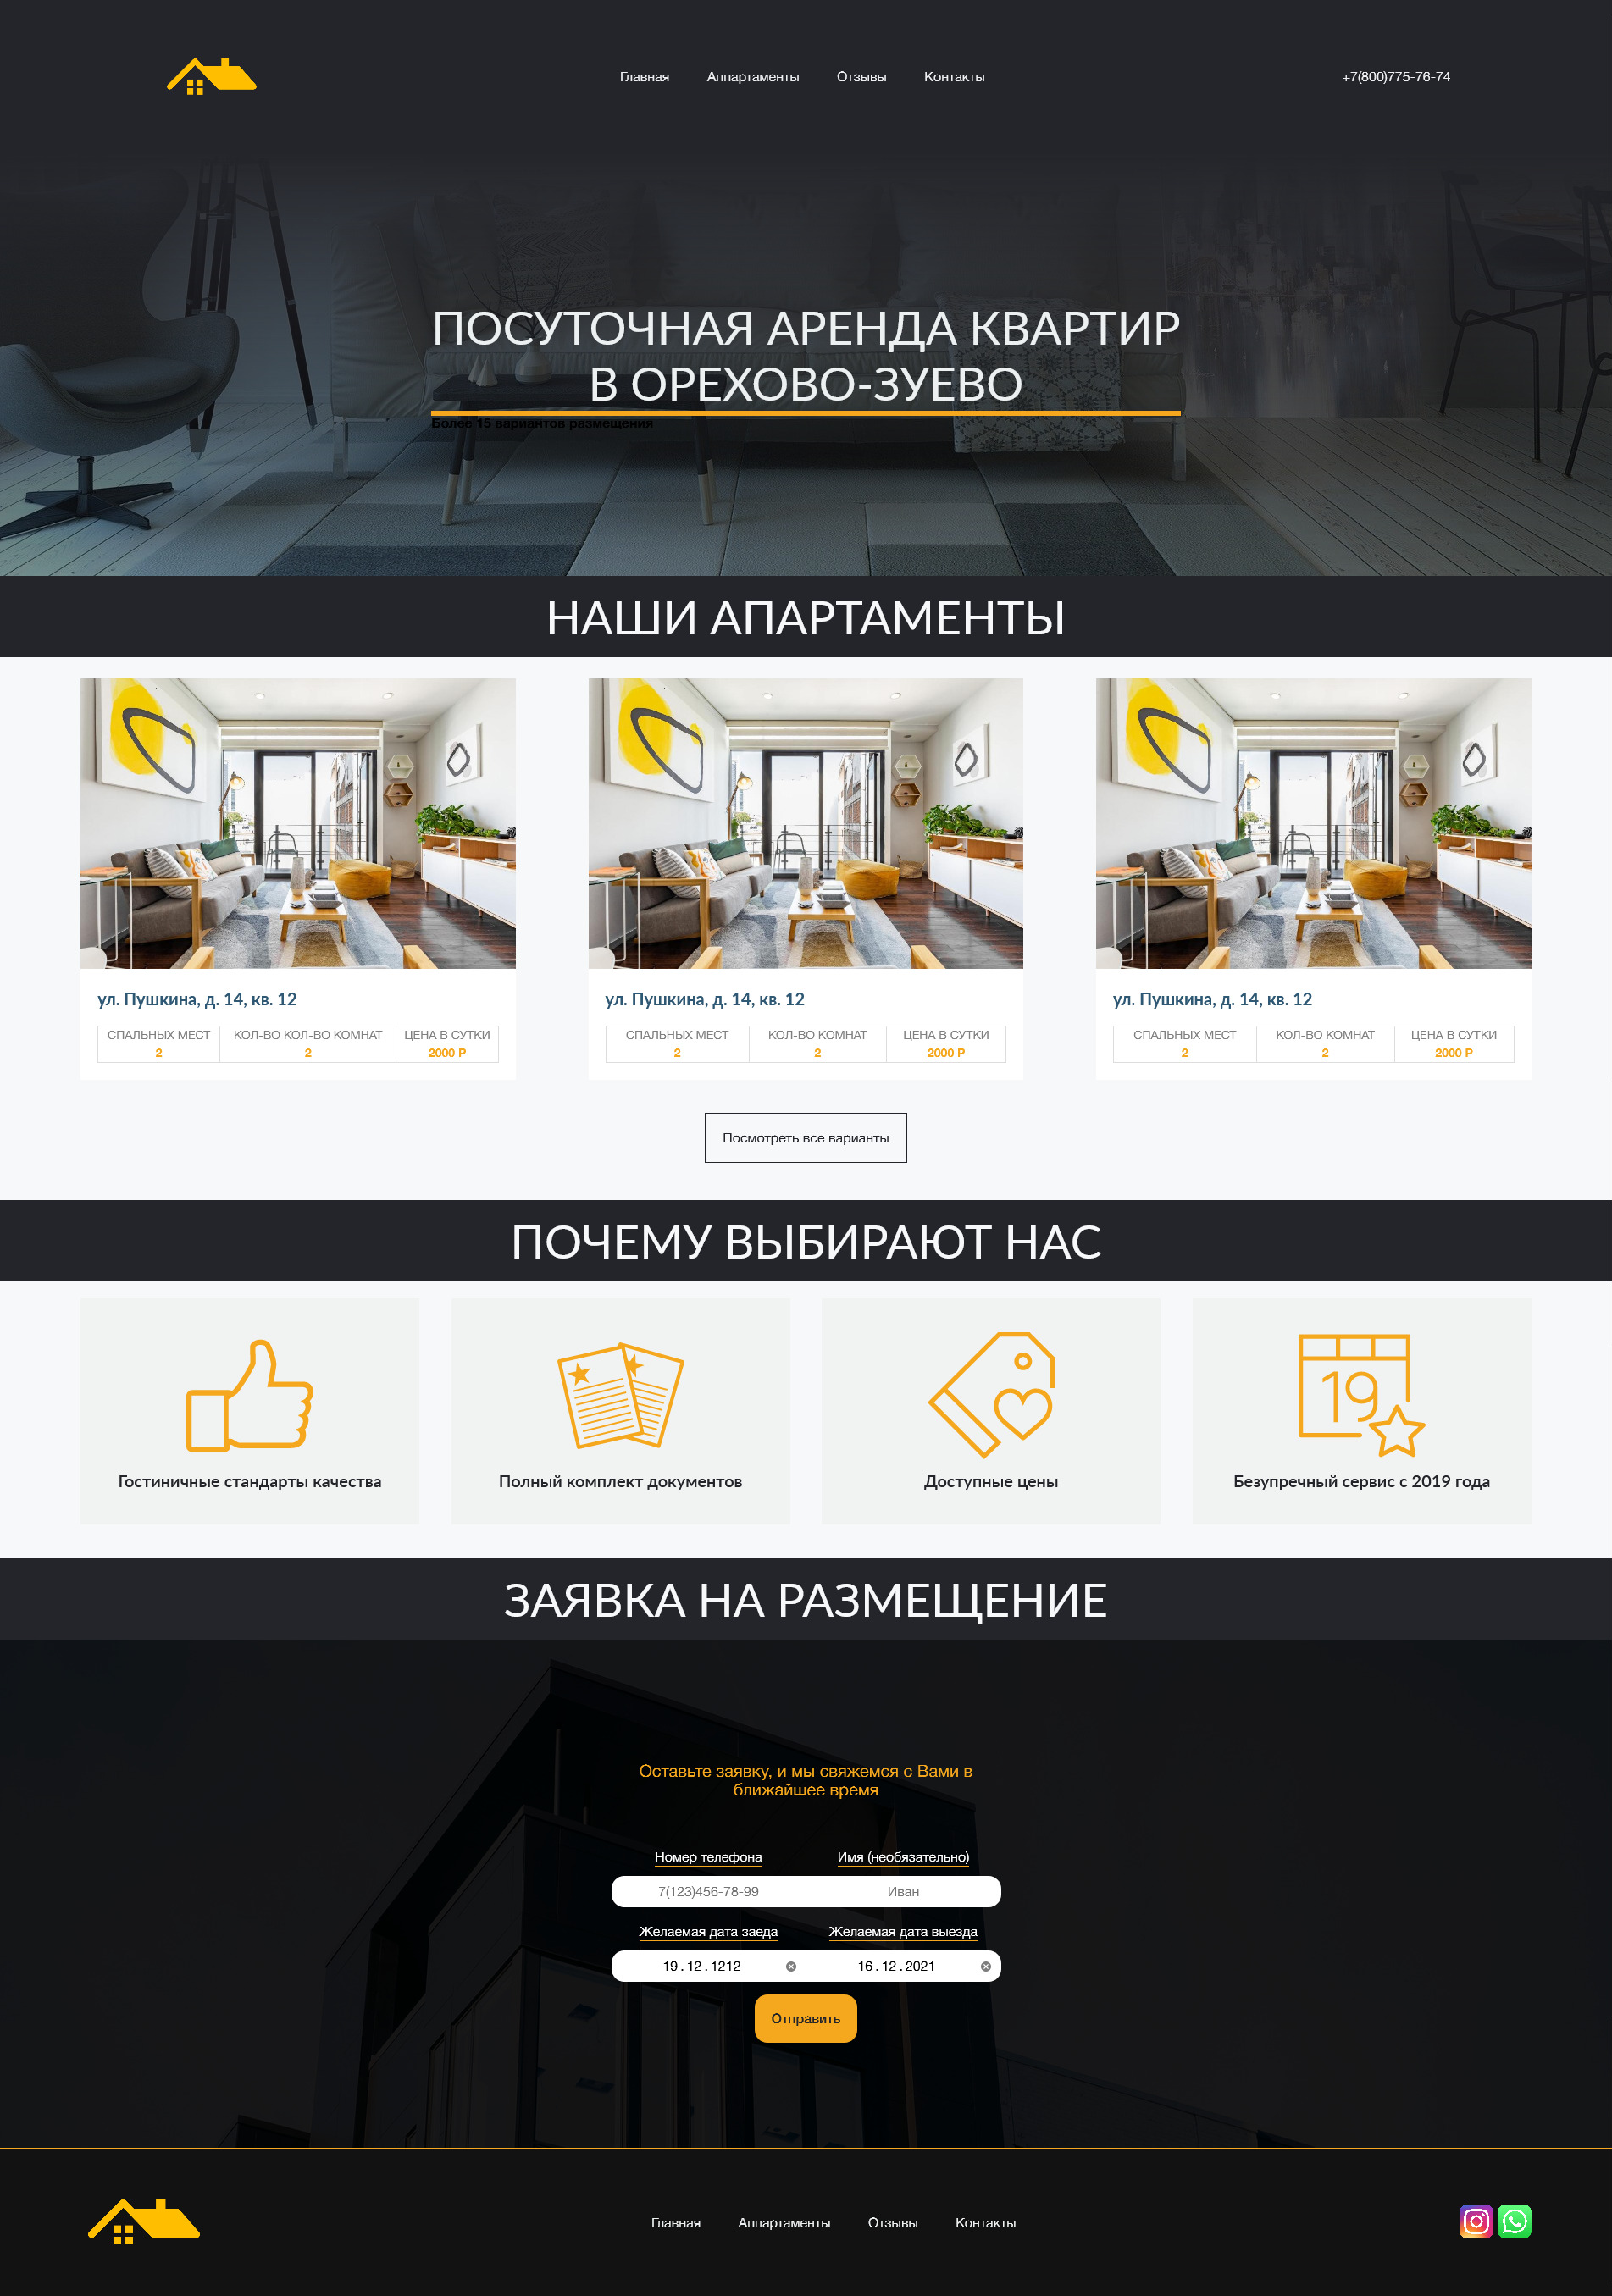 Главная Аппартаменты Отзывы Контакты +7(800)775-76-74
ПОСУТОЧНАЯ АРЕНДА КВАРТИР
В ОРЕХОВО-ЗУЕВО
Более 15 вариантов размещения
НАШИ АПАРТАМЕНТЫ
ул. Пушкина, д. 14, кв. 12
СПАЛЬНЫХ МЕСТ КОЛ-ВО КОЛ-ВО КОМНАТ ЦЕНА В СУТКИ
2 2 2000 Р
ул. Пушкина, д. 14, кв. 12
СПАЛЬНЫХ МЕСТ КОЛ-ВО КОМНАТ ЦЕНА В СУТКИ
2 2 2000 Р
ул. Пушкина, д. 14, кв. 12
СПАЛЬНЫХ МЕСТ КОЛ-ВО КОМНАТ ЦЕНА В СУТКИ
2 2 2000 Р
Посмотреть все варианты
ПОЧЕМУ ВЫБИРАЮТ НАС
19
Гостиничные стандарты качества
Полный комплект документов
Доступные цены
Безупречный сервис с 2019 года
ЗАЯВКА НА РАЗМЕЩЕНИЕ
Оставьте заявку, и мы свяжемся с Вами в
ближайшее время
Номер телефона Имя (необязательно)
7(123)456-78-99 Иван
Желаемая дата заеда Желаемая дата выезда
19 . 12 . 1212 16 . 12 . 2021
Отправить
Главная Аппартаменты Отзывы Контакты